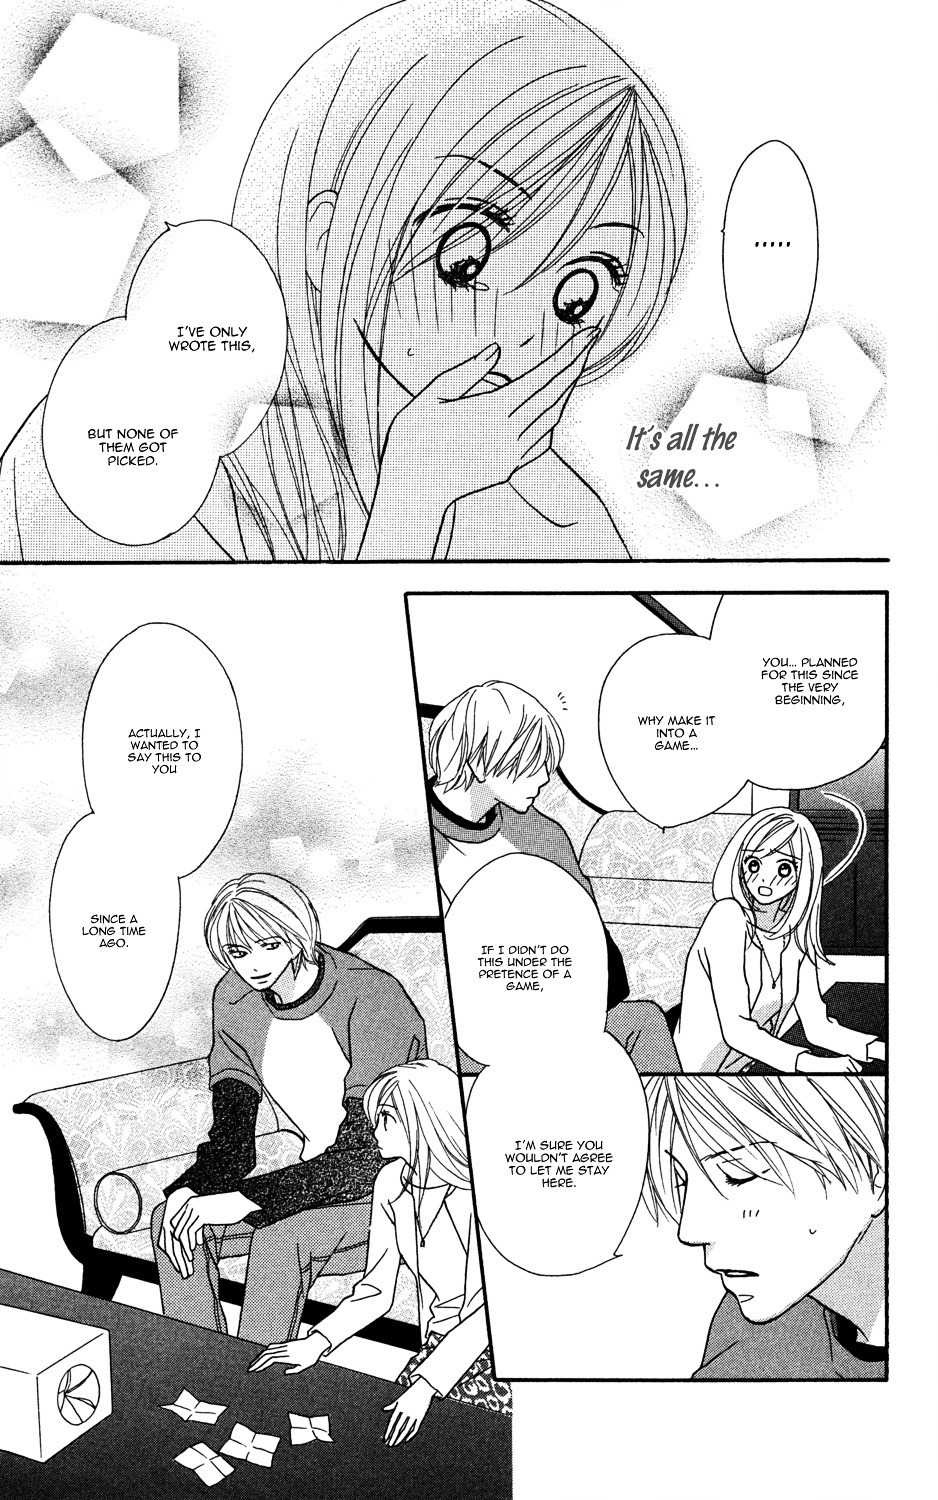 .....
It's all the
same...
I'VE ONLY
WROTE THIS,
BUT NONE OF
THEM GOT
PICKED.
YOU... PLANNED
FOR THIS SINCE
THE VERY
BEGINNING,
WHY MAKE IT
INTO A
GAME...
IF I DIDN'T DO
THIS UNDER THE
PRETENCE OF A
GAME,
I'M SURE YOU
WOULDN'T AGREE
TO LET ME STAY
HERE.
ACTUALLY, I
WANTED TO
SAY THIS TO
YOU
SINCE A
LONG TIME
AGO.